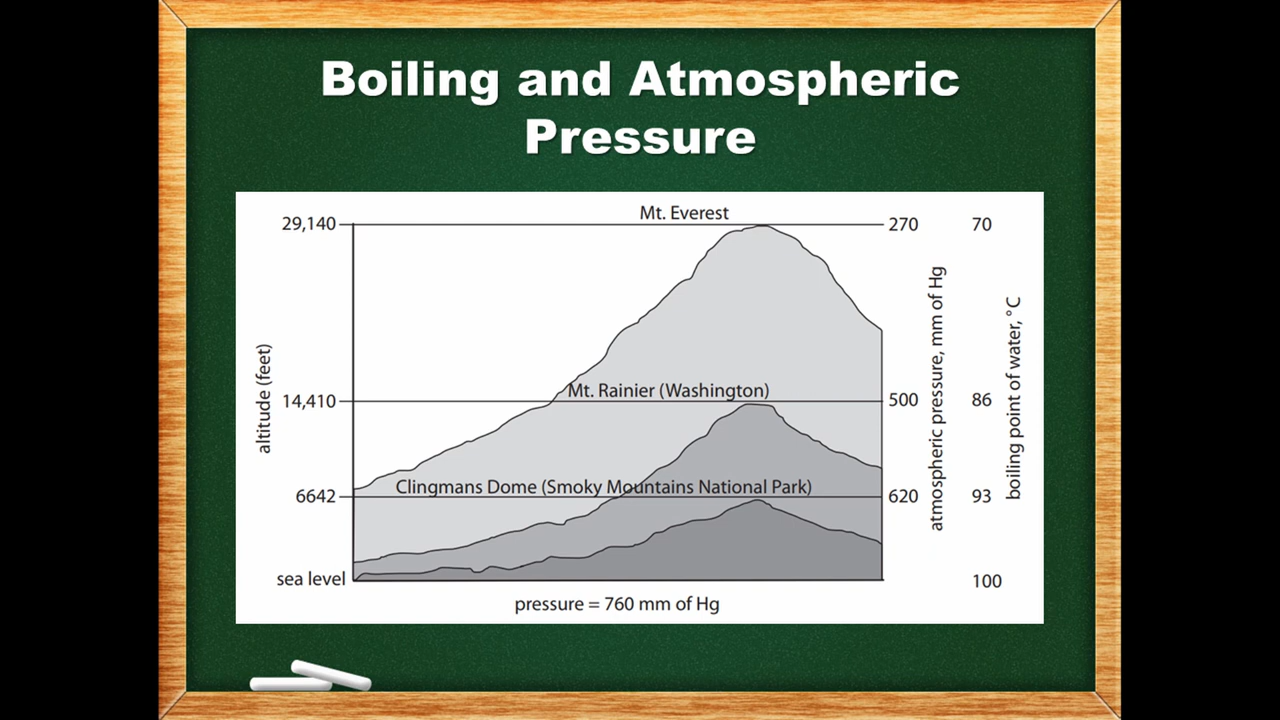 Boiling and Atmospheric
Pressure
Mt. Everest
29,140
270
70
altitude (feet)
atmospheric pressure, mm of Hg
boiling point of water, °C
Mt. Rainier (Washington)
14,410
500
86
Clingmans Dome (Smoky Mountains National Park)
6642
620
93
sea level
100
pressure = 760 mm of Hg